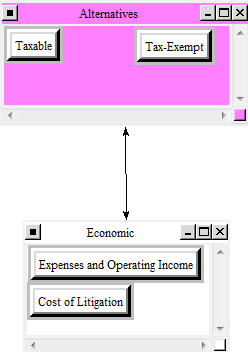 Alternatives
Taxable Tax-Exempt
Economic
Expenses and Operating Income
Cost of Litigation